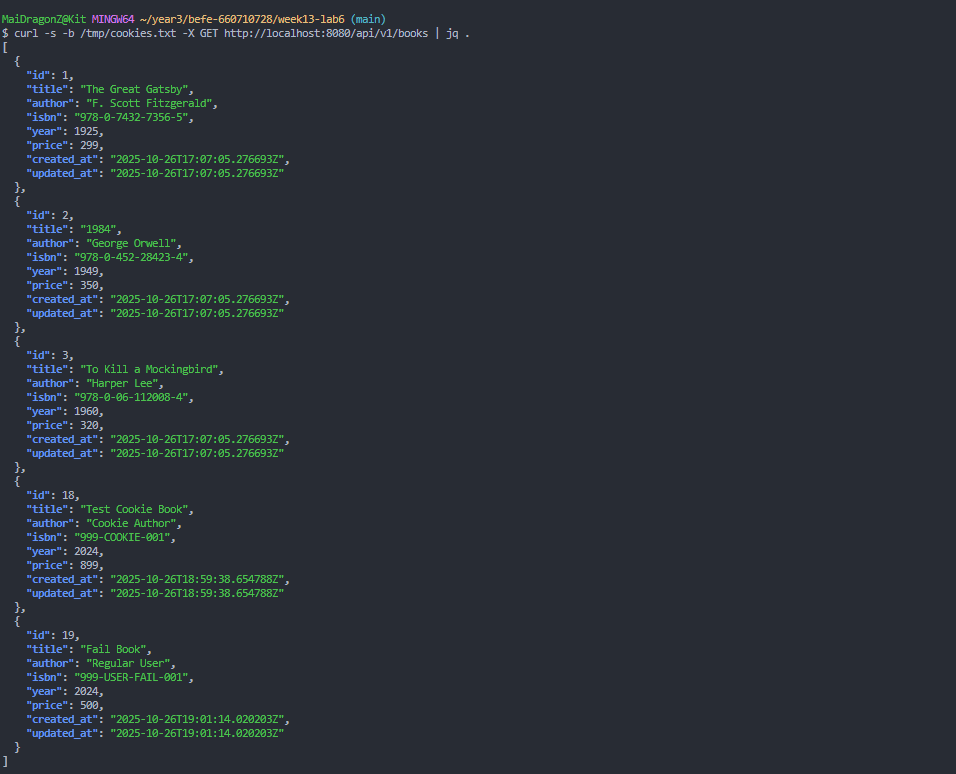 MaiDragonZ@Kit MINGW64 ~/year3/befe-660710728/week13-lab6 (main)
$ curl -s -b /tmp/cookies.txt -X GET http://localhost:8080/api/v1/books | jq .
[
  {
    "id": 1,
    "title": "The Great Gatsby",
    "author": "F. Scott Fitzgerald",
    "isbn": "978-0-7432-7356-5",
    "year": 1925,
    "price": 299,
    "created_at": "2025-10-26T17:07:05.276693Z",
    "updated_at": "2025-10-26T17:07:05.276693Z"
  },
  {
    "id": 2,
    "title": "1984",
    "author": "George Orwell",
    "isbn": "978-0-452-28423-4",
    "year": 1949,
    "price": 350,
    "created_at": "2025-10-26T17:07:05.276693Z",
    "updated_at": "2025-10-26T17:07:05.276693Z"
  },
  {
    "id": 3,
    "title": "To Kill a Mockingbird",
    "author": "Harper Lee",
    "isbn": "978-0-06-112008-4",
    "year": 1960,
    "price": 320,
    "created_at": "2025-10-26T17:07:05.276693Z",
    "updated_at": "2025-10-26T17:07:05.276693Z"
  },
  {
    "id": 18,
    "title": "Test Cookie Book",
    "author": "Cookie Author",
    "isbn": "999-COOKIE-001",
    "year": 2024,
    "price": 899,
    "created_at": "2025-10-26T18:59:38.654788Z",
    "updated_at": "2025-10-26T18:59:38.654788Z"
  },
  {
    "id": 19,
    "title": "Fail Book",
    "author": "Regular User",
    "isbn": "999-USER-FAIL-001",
    "year": 2024,
    "price": 500,
    "created_at": "2025-10-26T19:01:14.020203Z",
    "updated_at": "2025-10-26T19:01:14.020203Z"
  }
]